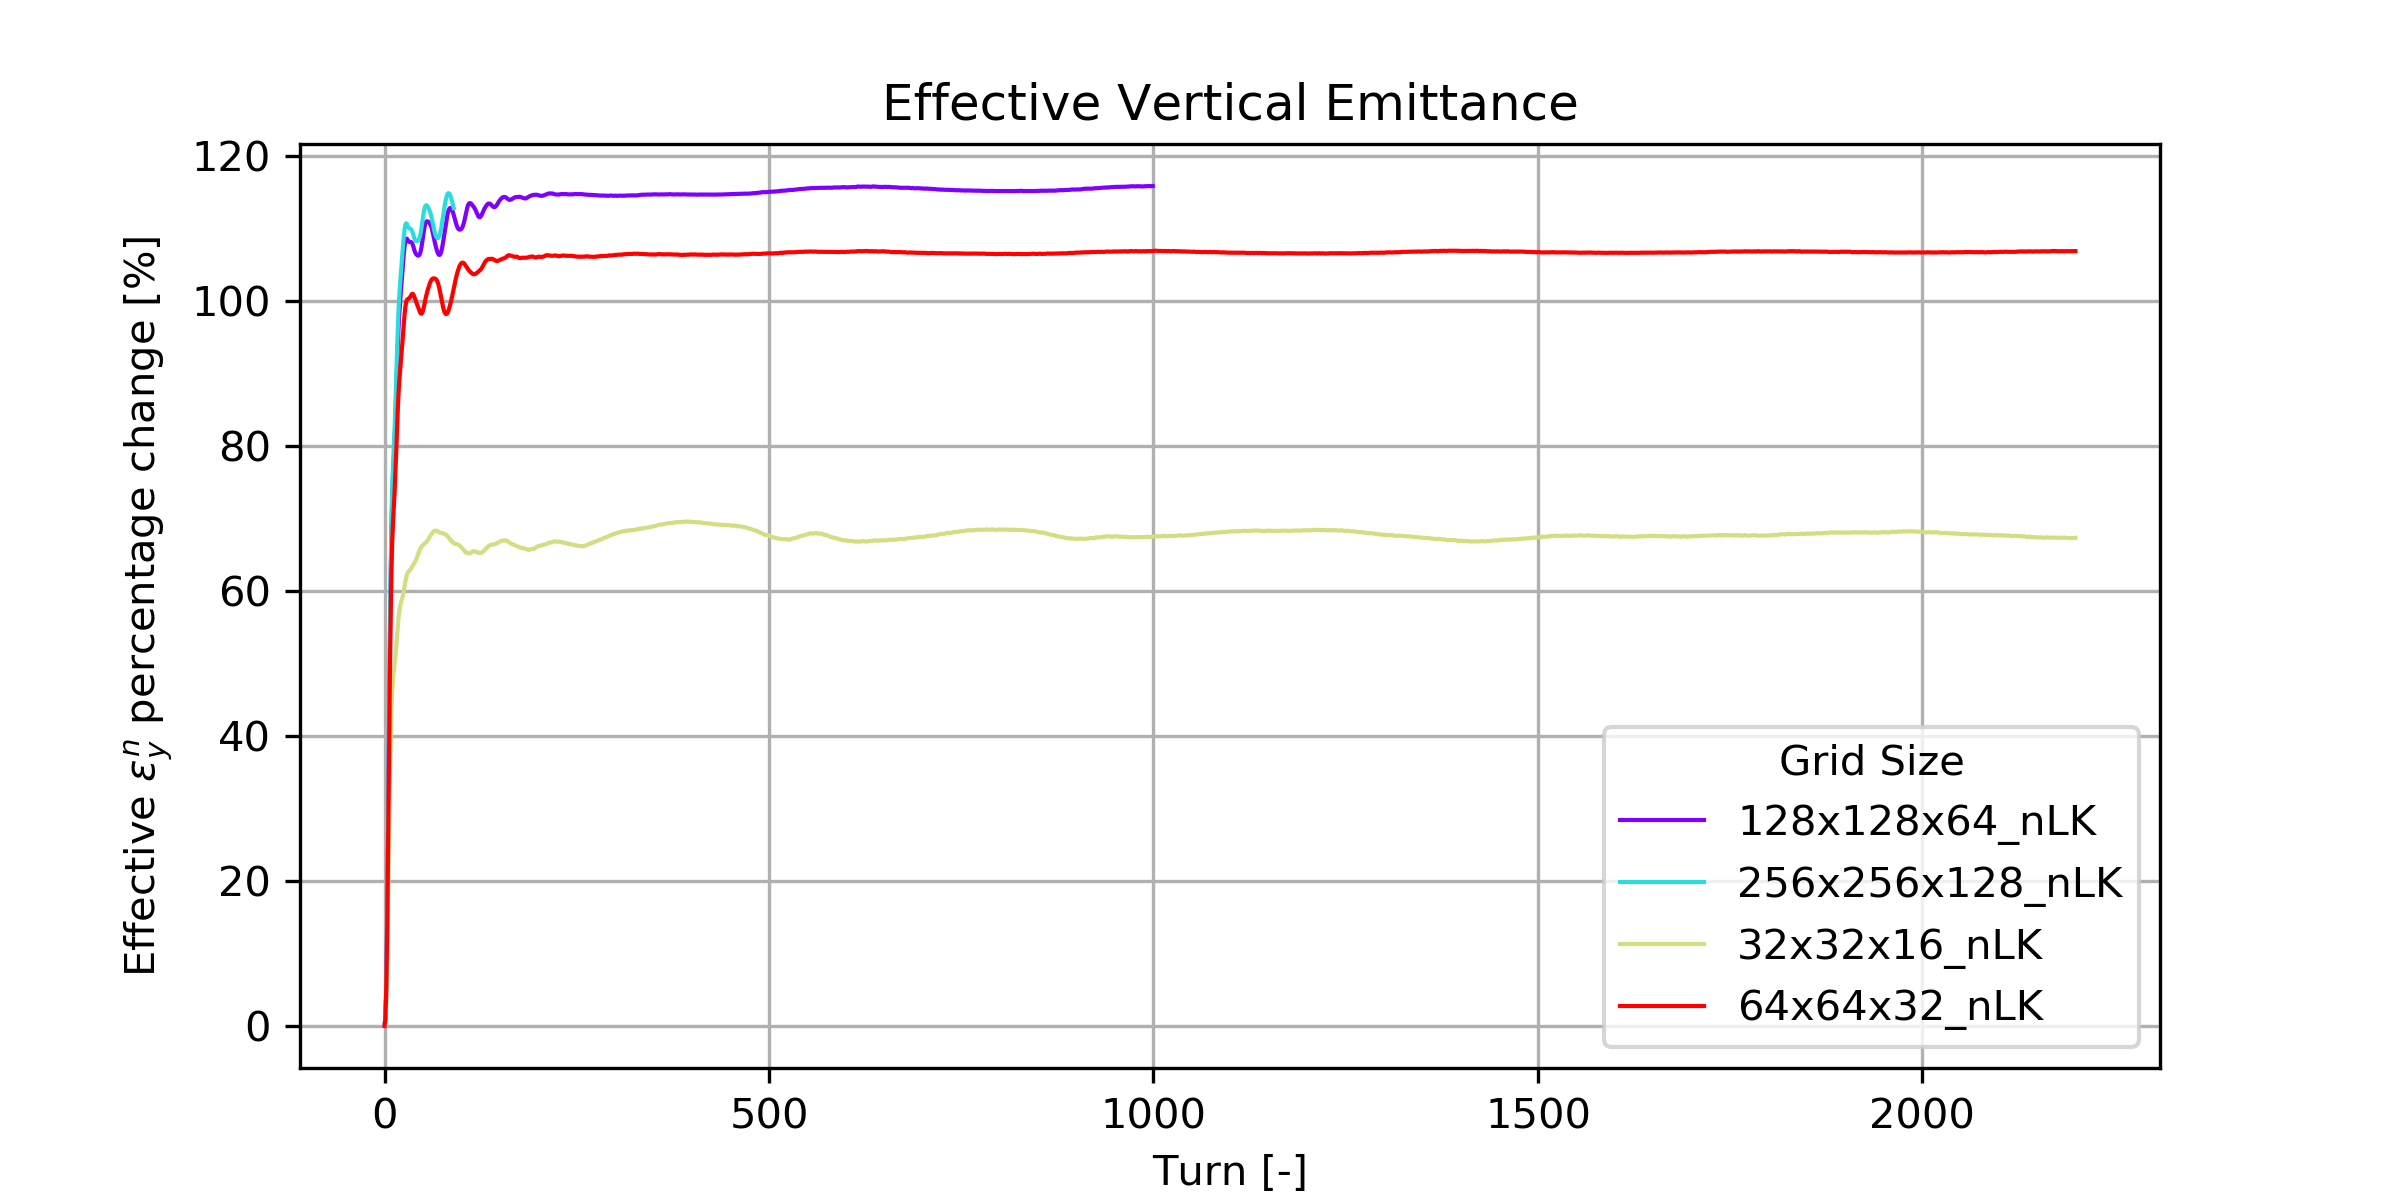 Effective Vertical Emittance
Effective εₙʸ percentage change [%]
120
100
80
60
40
20
0
0 500 1000 1500 2000
Turn [-]
Grid Size
128x128x64_nLK
256x256x128_nLK
32x32x16_nLK
64x64x32_nLK